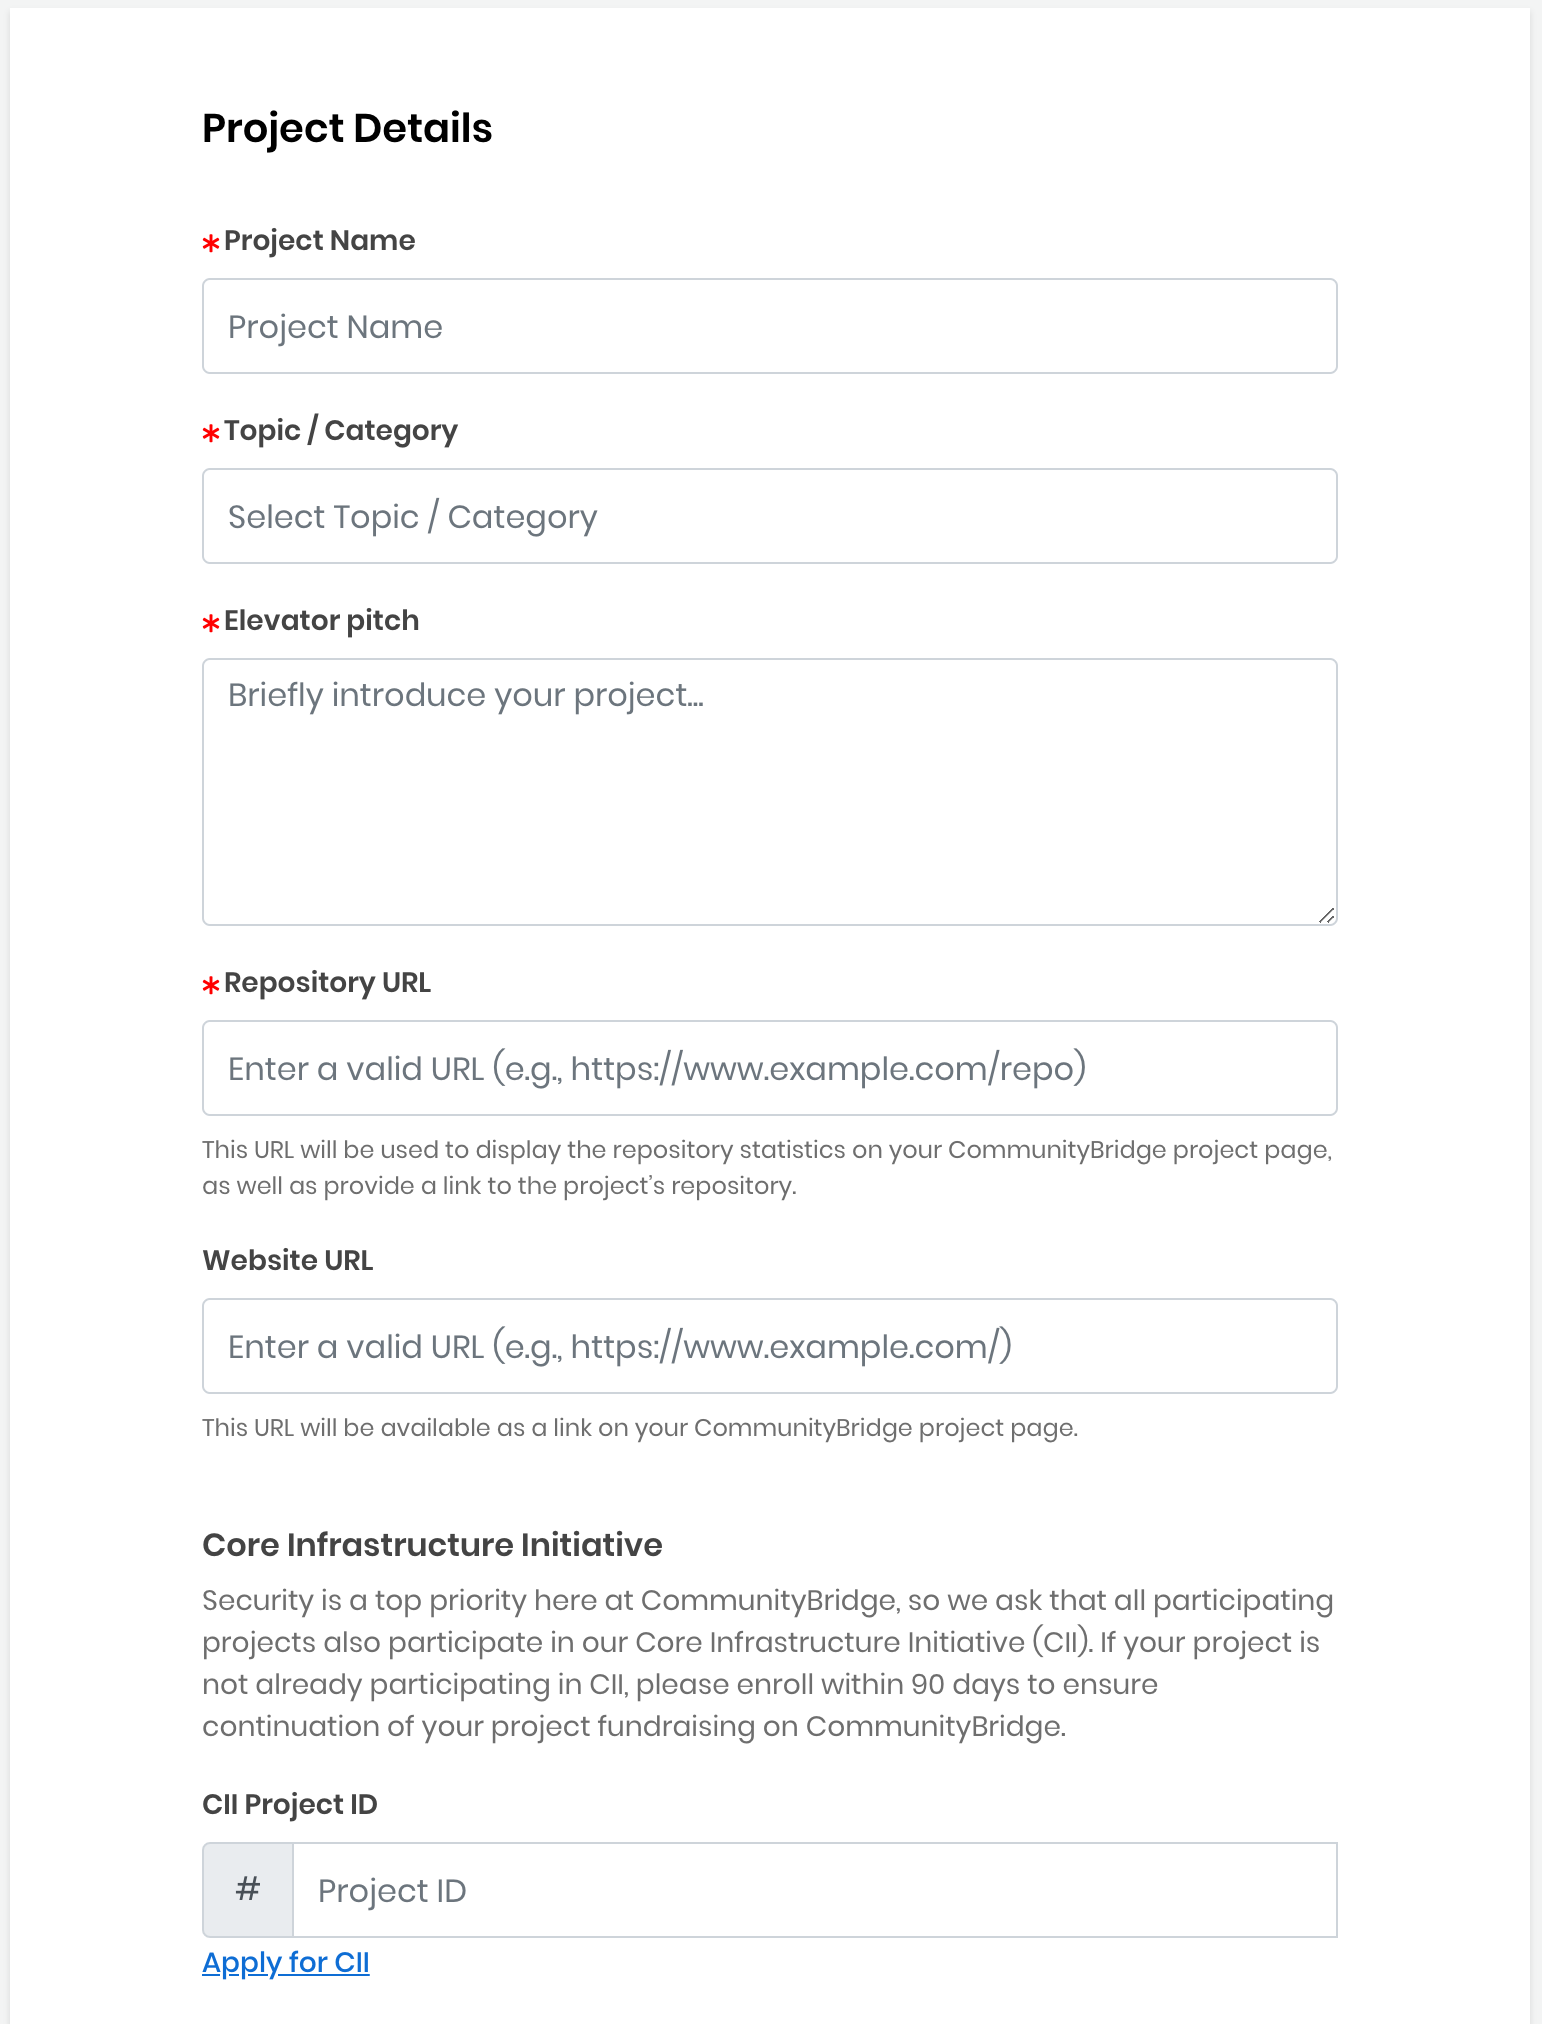 Project Details
*Project Name
Project Name
*Topic / Category
Select Topic / Category
*Elevator pitch
Briefly introduce your project...
*Repository URL
Enter a valid URL (e.g., https://www.example.com/repo)
This URL will be used to display the repository statistics on your CommunityBridge project page,
as well as provide a link to the project's repository.
Website URL
Enter a valid URL (e.g., https://www.example.com/)
This URL will be available as a link on your CommunityBridge project page.
Core Infrastructure Initiative
Security is a top priority here at CommunityBridge, so we ask that all participating
projects also participate in our Core Infrastructure Initiative (CII). If your project is
not already participating in CII, please enroll within 90 days to ensure
continuation of your project fundraising on CommunityBridge.
CII Project ID
# Project ID
Apply for CII